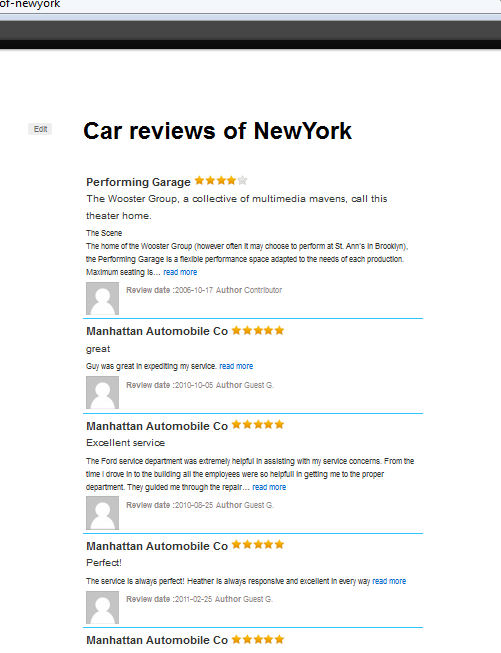 of-newyork
Edit
Car reviews of NewYork
Performing Garage
The Wooster Group, a collective of multimedia mavens, call this
theater home.
The Scene
The home of the Wooster Group (however often it may choose to perform at St. Ann's in Brooklyn),
the Performing Garage is a flexible performance space adapted to the needs of each production.
Maximum seating is... read more
Review date :2006-10-17 Author Contributor
Manhattan Automobile Co
great
Guy was great in expediting my service. read more
Review date :2010-10-05 Author Guest G.
Manhattan Automobile Co
Excellent service
The Ford service department was extremely helpful in assisting with my service concerns. From the
time I drove in to the building all the employees were so helpfull in getting me to the proper
department. They guided me through the repair... read more
Review date :2010-08-25 Author Guest G.
Manhattan Automobile Co
Perfect!
The service is always perfect! Heather is always responsive and excellent in every way read more
Review date :2011-02-25 Author Guest G.
Manhattan Automobile Co